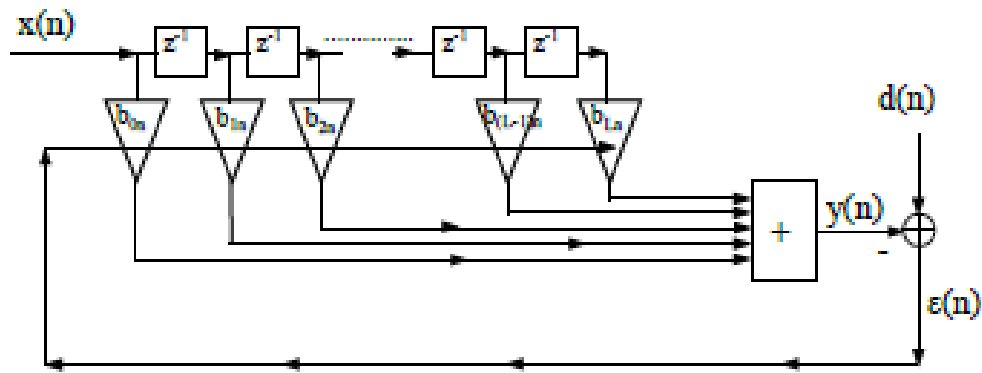 x(n)
z⁻¹ z⁻¹ ............... z⁻¹ z⁻¹
b₀ₙ b₁ₙ b₂ₙ b₍L₋₁₎ₙ bLₙ
d(n)
+
y(n)
-
ε(n)